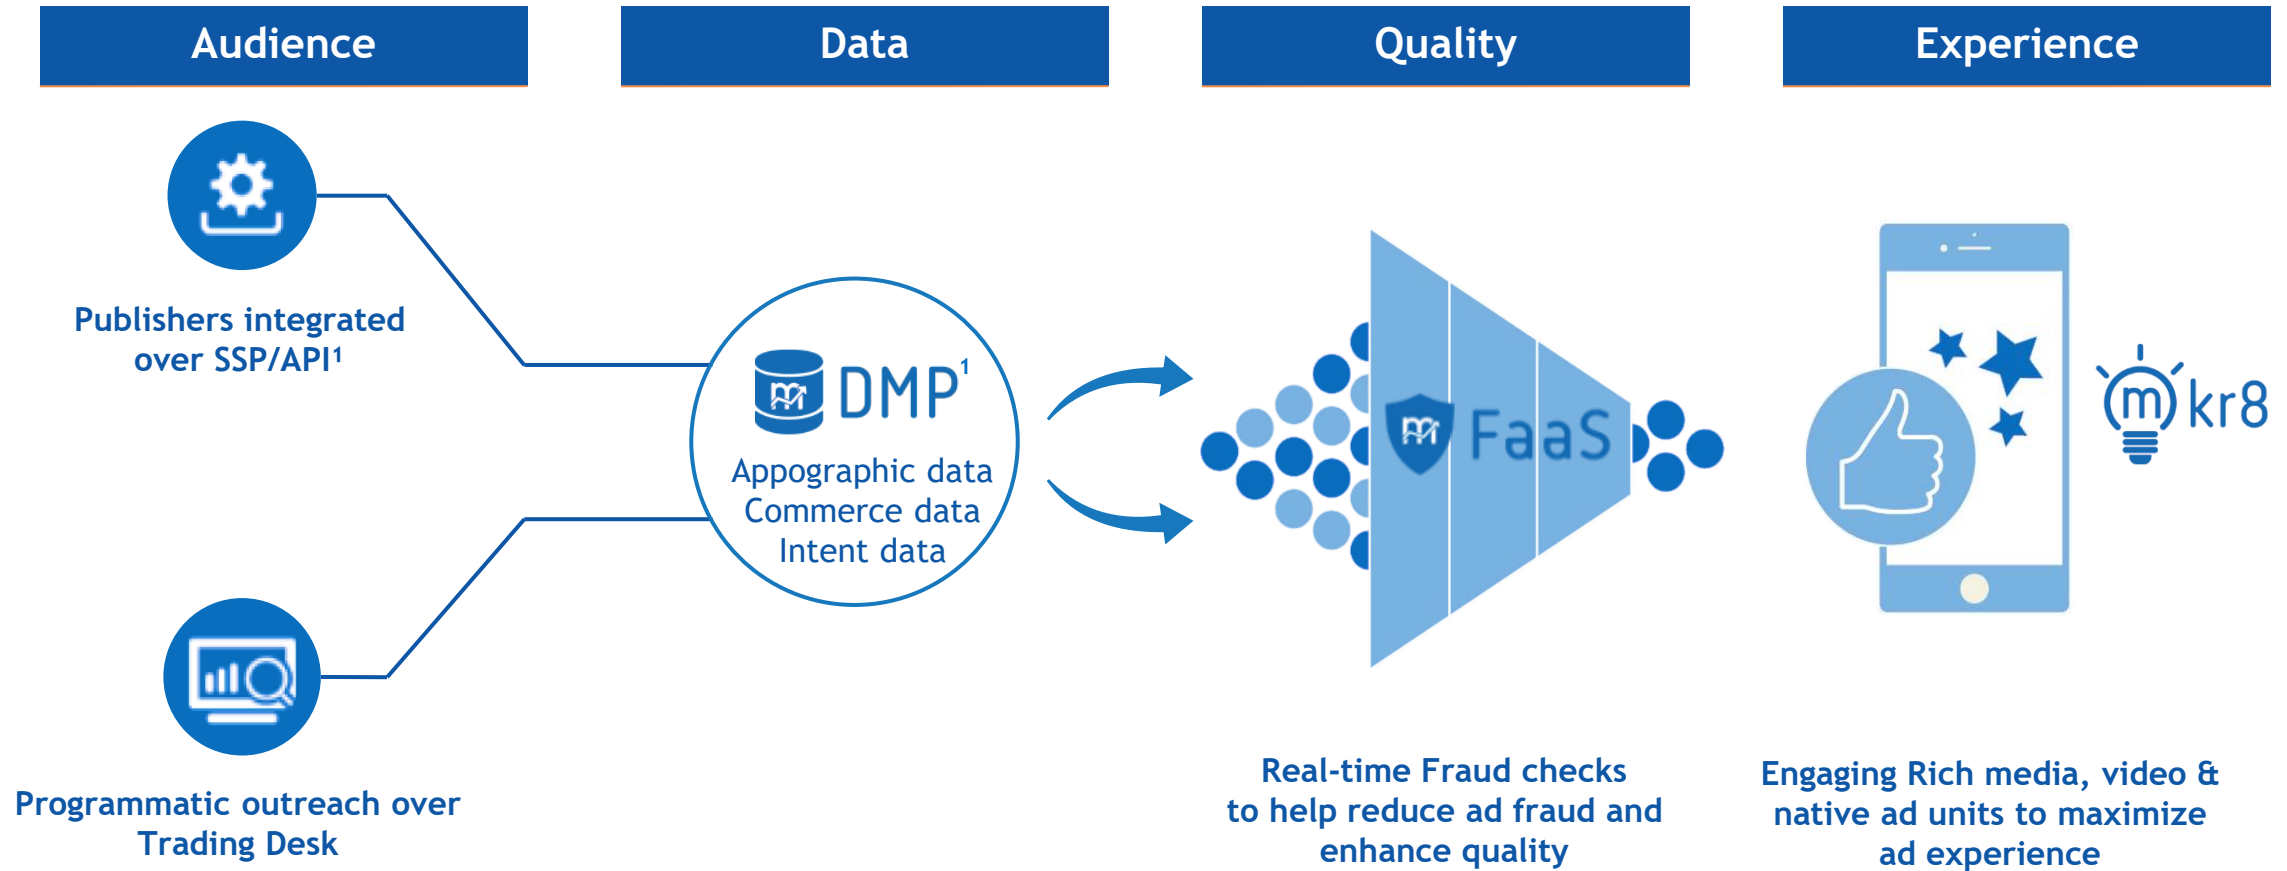 Audience
Data
Quality
Experience
Publishers integrated
over SSP/API¹
Programmatic outreach over
Trading Desk
m DMP¹
Appographic data
Commerce data
Intent data
m FaaS
Real-time Fraud checks
to help reduce ad fraud and
enhance quality
m kr8
Engaging Rich media, video &
native ad units to maximize
ad experience